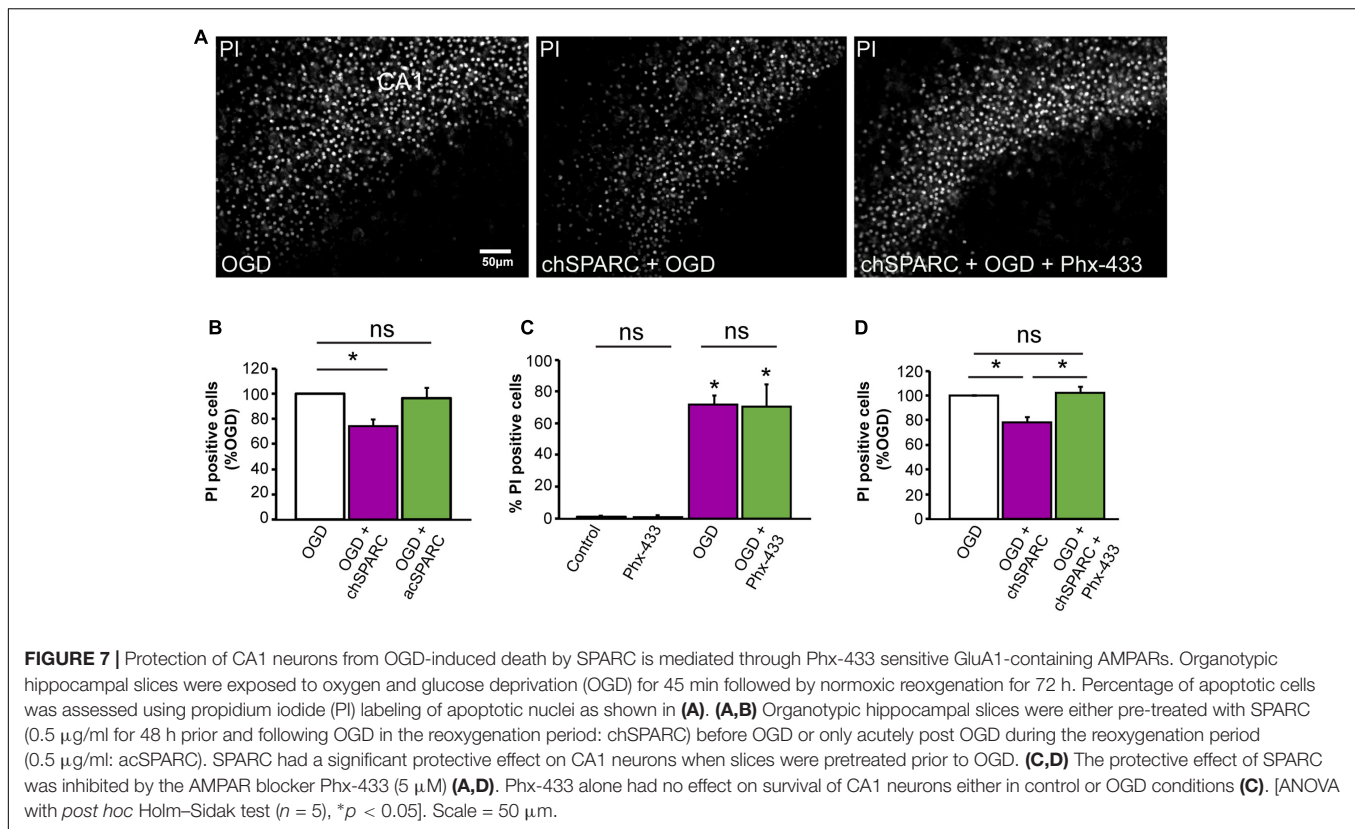 A
PI
CA1
OGD
50μm
PI
chSPARC + OGD
PI
chSPARC + OGD + Phx-433
B
ns
*
PI positive cells
(%OGD)
120
100
80
60
40
20
0
OGD
OGD +
chSPARC
OGD +
acSPARC
C
ns
ns
*
*
% PI positive cells
100
80
60
40
20
0
Control
Phx-433
OGD
OGD +
Phx-433
D
ns
*
*
PI positive cells
(%OGD)
120
100
80
60
40
20
0
OGD
OGD +
chSPARC
OGD +
chSPARC +
Phx-433
FIGURE 7 | Protection of CA1 neurons from OGD-induced death by SPARC is mediated through Phx-433 sensitive GluA1-containing AMPARs. Organotypic
hippocampal slices were exposed to oxygen and glucose deprivation (OGD) for 45 min followed by normoxic reoxgenation for 72 h. Percentage of apoptotic cells
was assessed using propidium iodide (PI) labeling of apoptotic nuclei as shown in (A). (A,B) Organotypic hippocampal slices were either pre-treated with SPARC
(0.5 μg/ml for 48 h prior and following OGD in the reoxygenation period: chSPARC) before OGD or only acutely post OGD during the reoxygenation period
(0.5 μg/ml: acSPARC). SPARC had a significant protective effect on CA1 neurons when slices were pretreated prior to OGD. (C,D) The protective effect of SPARC
was inhibited by the AMPAR blocker Phx-433 (5 μM) (A,D). Phx-433 alone had no effect on survival of CA1 neurons either in control or OGD conditions (C). [ANOVA
with post hoc Holm–Sidak test (n = 5), *p < 0.05]. Scale = 50 μm.